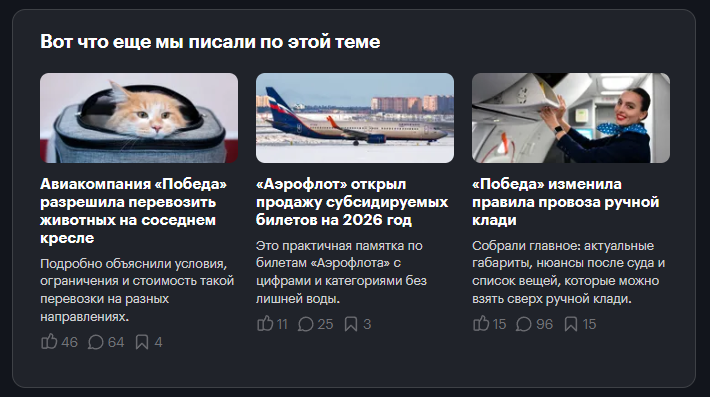 Вот что еще мы писали по этой теме
Авиакомпания «Победа»
разрешила перевозить
животных на соседнем
кресле
Подробно объяснили условия,
ограничения и стоимость такой
перевозки на разных
направлениях.
46 64 4
«Аэрофлот» открыл
продажу субсидируемых
билетов на 2026 год
Это практичная памятка по
билетам «Аэрофлота» с
цифрами и категориями без
лишней воды.
11 25 3
«Победа» изменила
правила провоза ручной
клади
Собрали главное: актуальные
габариты, нюансы после суда и
список вещей, которые можно
взять сверх ручной клади.
15 96 15